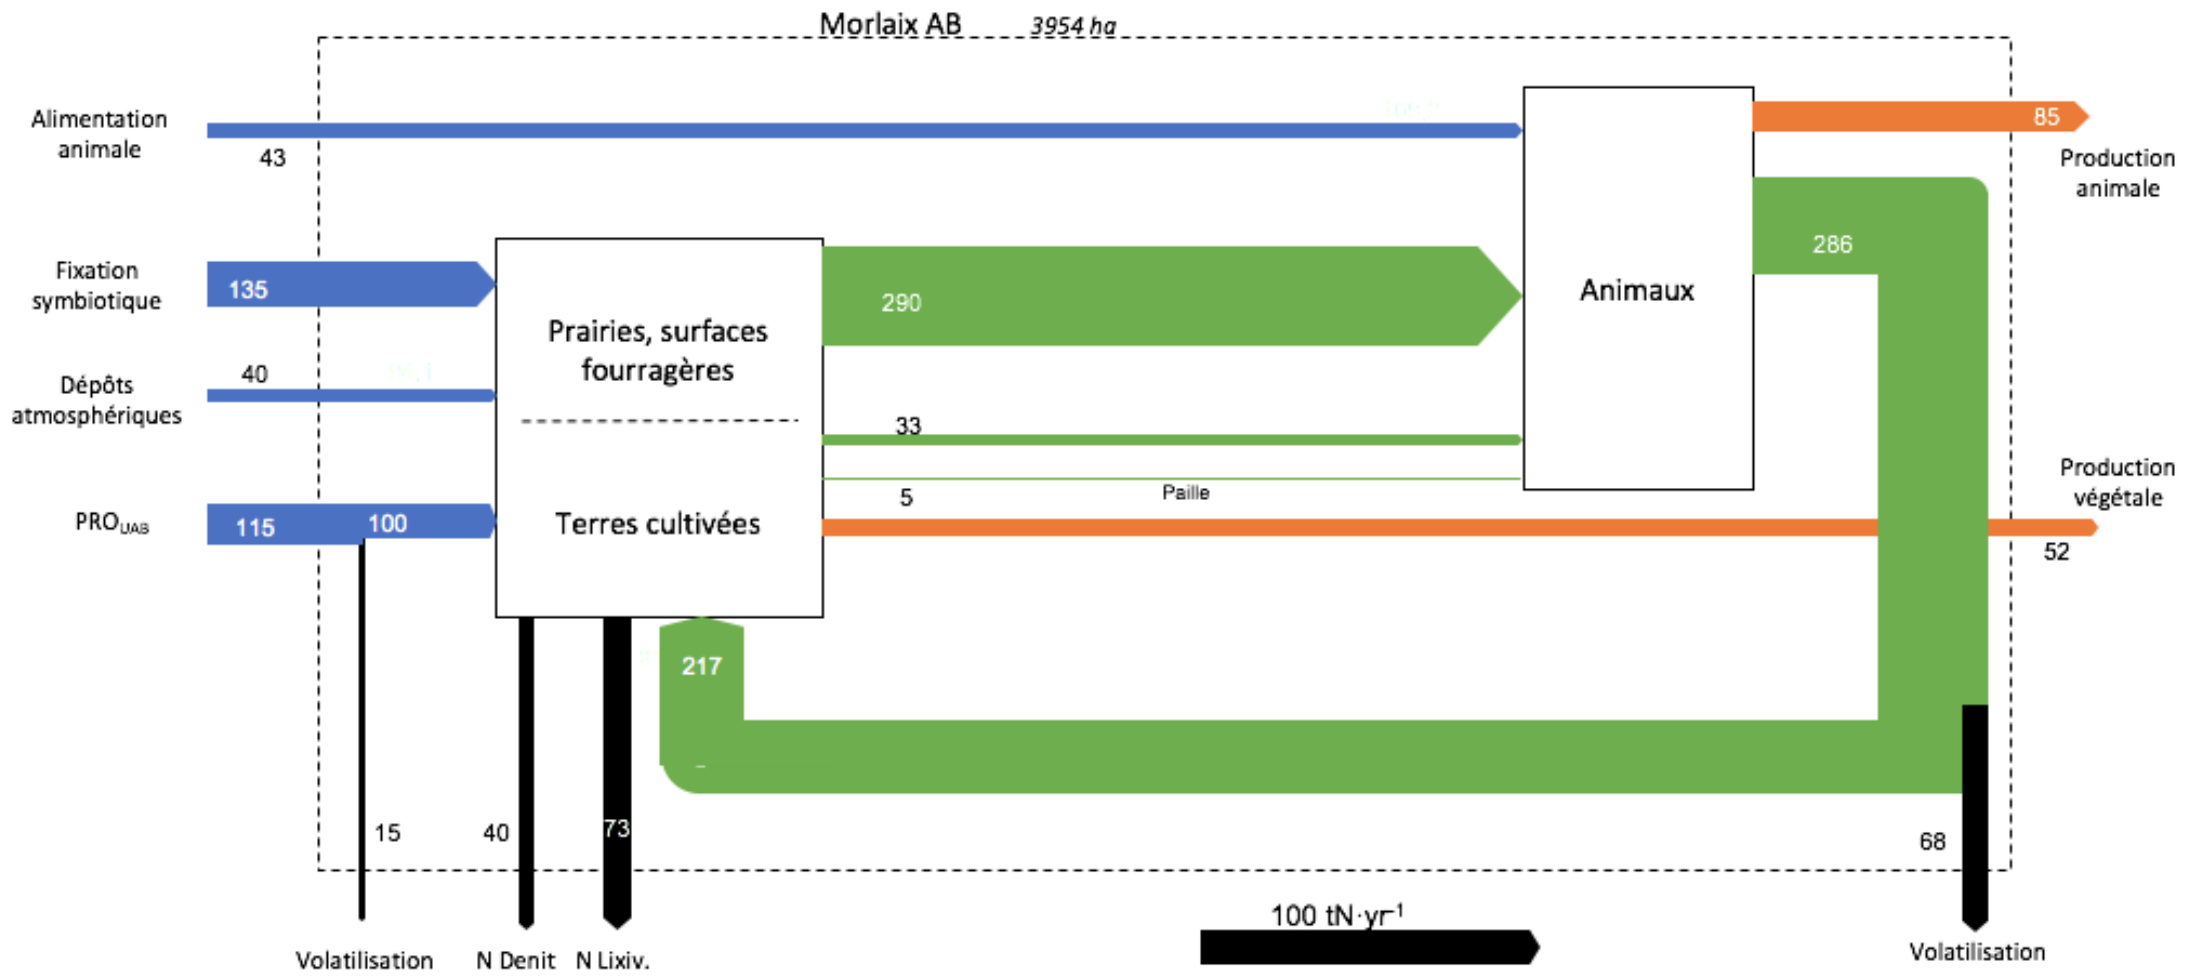 Morlaix AB 3954 ha
Alimentation
animale
43
85
Production
animale
Fixation
symbiotique
135
290
286
Animaux
Prairies, surfaces
fourragères
40
Dépôts
atmosphériques
33
5
Paille
Production
végétale
52
PRO UAB
115
100
Terres cultivées
217
15
40
73
68
100 tN·yr⁻¹
Volatilisation
N Denit
N Lixiv.
Volatilisation